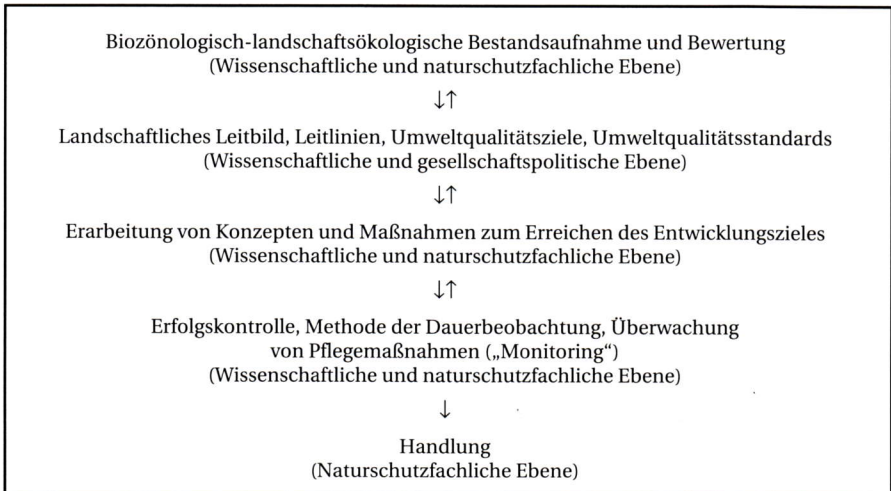 Biozönologisch-landschaftsökologische Bestandsaufnahme und Bewertung
(Wissenschaftliche und naturschutzfachliche Ebene)
↓↑
Landschaftliches Leitbild, Leitlinien, Umweltqualitätsziele, Umweltqualitätsstandards
(Wissenschaftliche und gesellschaftspolitische Ebene)
↓↑
Erarbeitung von Konzepten und Maßnahmen zum Erreichen des Entwicklungszieles
(Wissenschaftliche und naturschutzfachliche Ebene)
↓↑
Erfolgskontrolle, Methode der Dauerbeobachtung, Überwachung
von Pflegemaßnahmen („Monitoring“)
(Wissenschaftliche und naturschutzfachliche Ebene)
↓
Handlung
(Naturschutzfachliche Ebene)